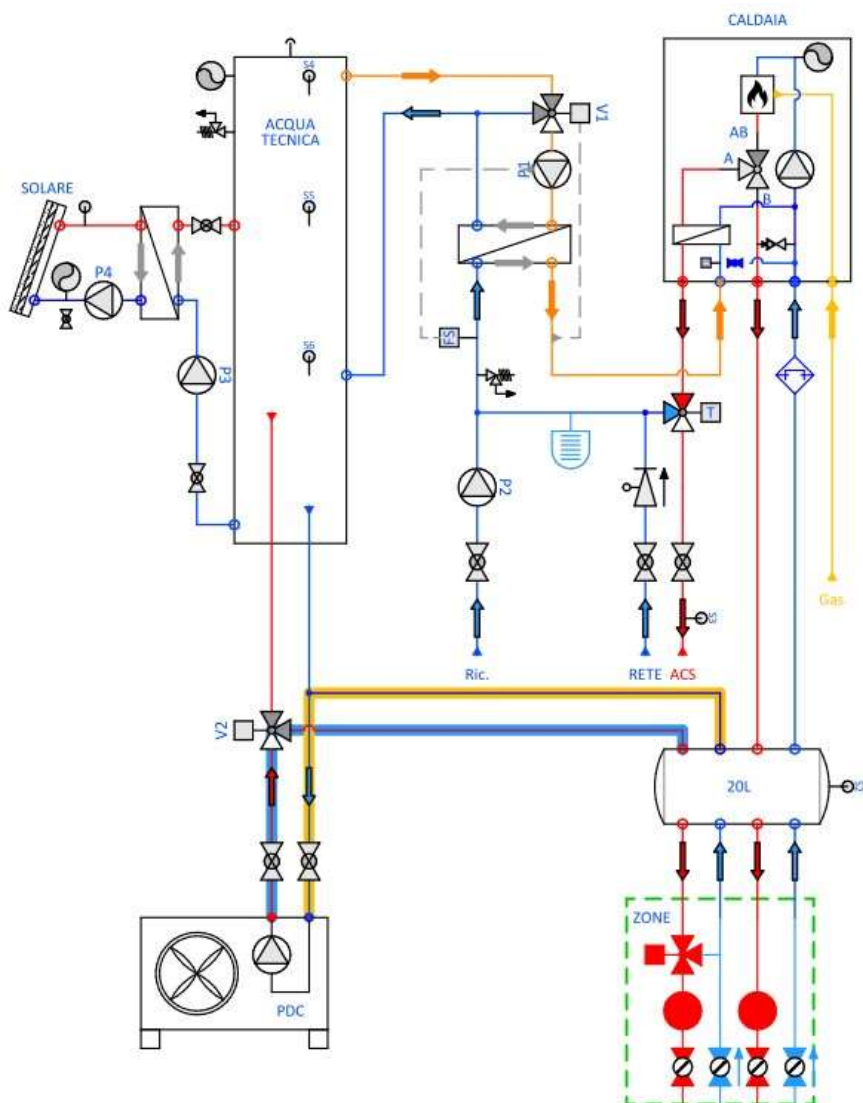 CALDAIA
S4
ACQUA
TECNICA
V1
AB
A
P1
B
SOLARE
S5
P4
FS
S6
P3
T
P2
Gas
S3
Ric.
RETE
ACS
V2
20L
ZONE
PDC